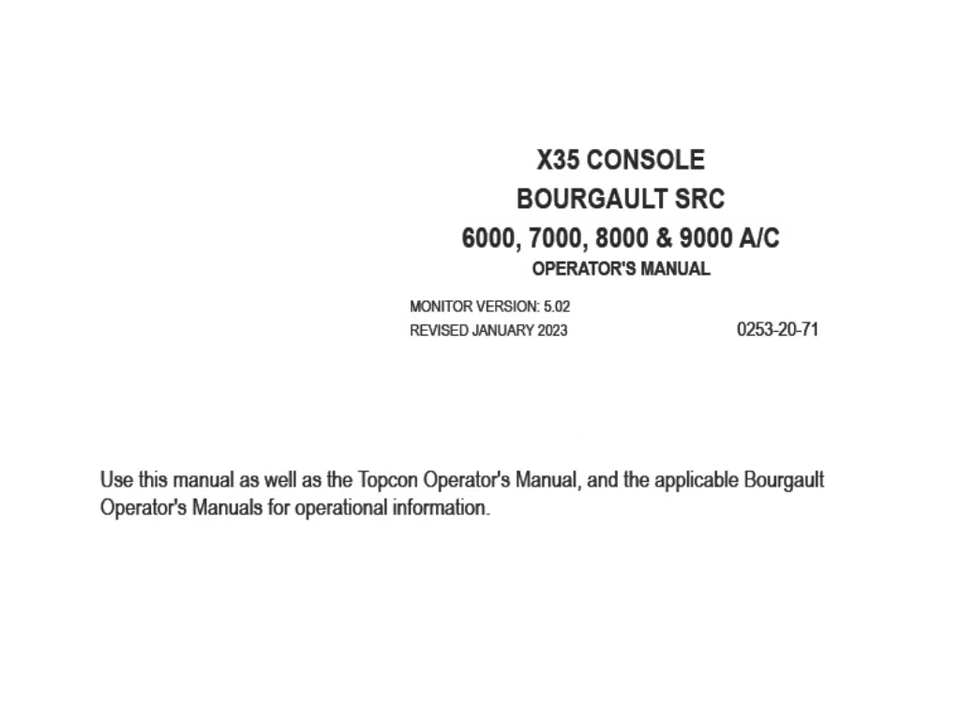 X35 CONSOLE
BOURGAULT SRC
6000, 7000, 8000 & 9000 A/C
OPERATOR'S MANUAL
MONITOR VERSION: 5.02
REVISED JANUARY 2023 0253-20-71
Use this manual as well as the Topcon Operator's Manual, and the applicable Bourgault
Operator's Manuals for operational information.